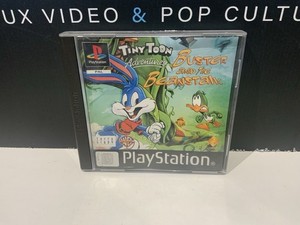 UX VIDEO & POP CULTU
PlayStation
TINY TOON
Adventures
BUSTER
AND THE
BEANSTALK
PlayStation